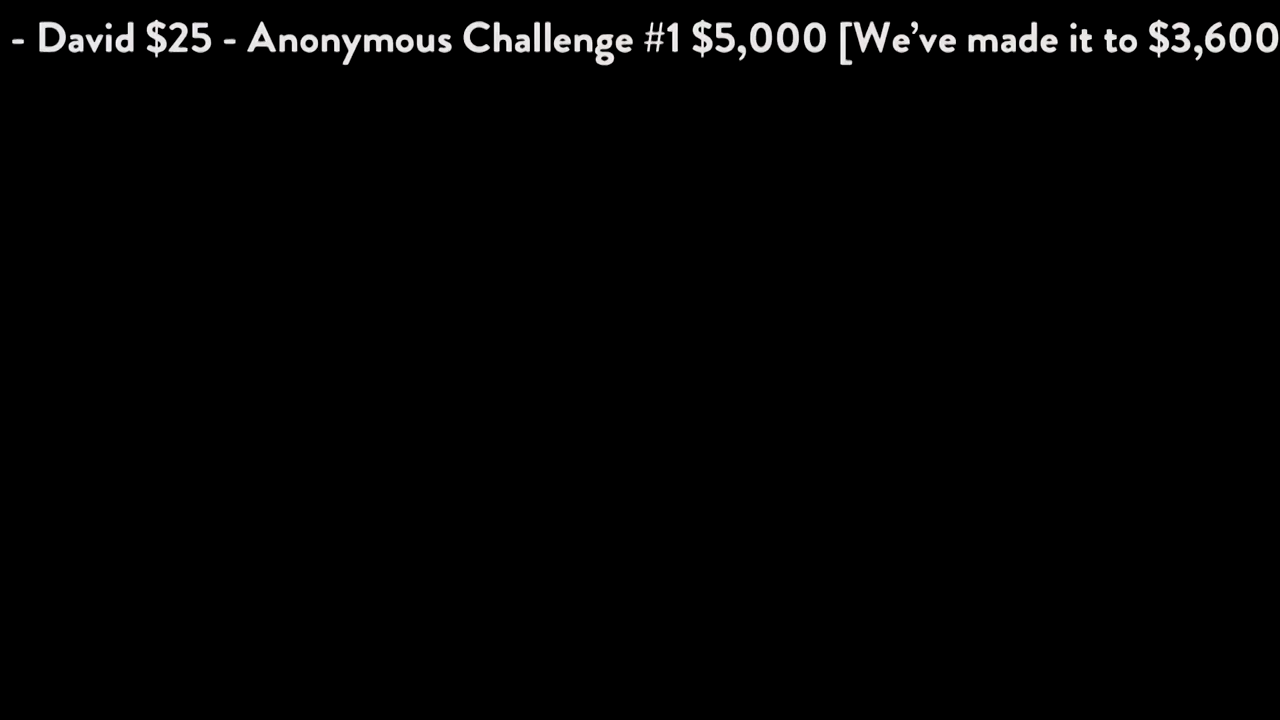 - David $25 - Anonymous Challenge #1 $5,000 [We’ve made it to $3,600